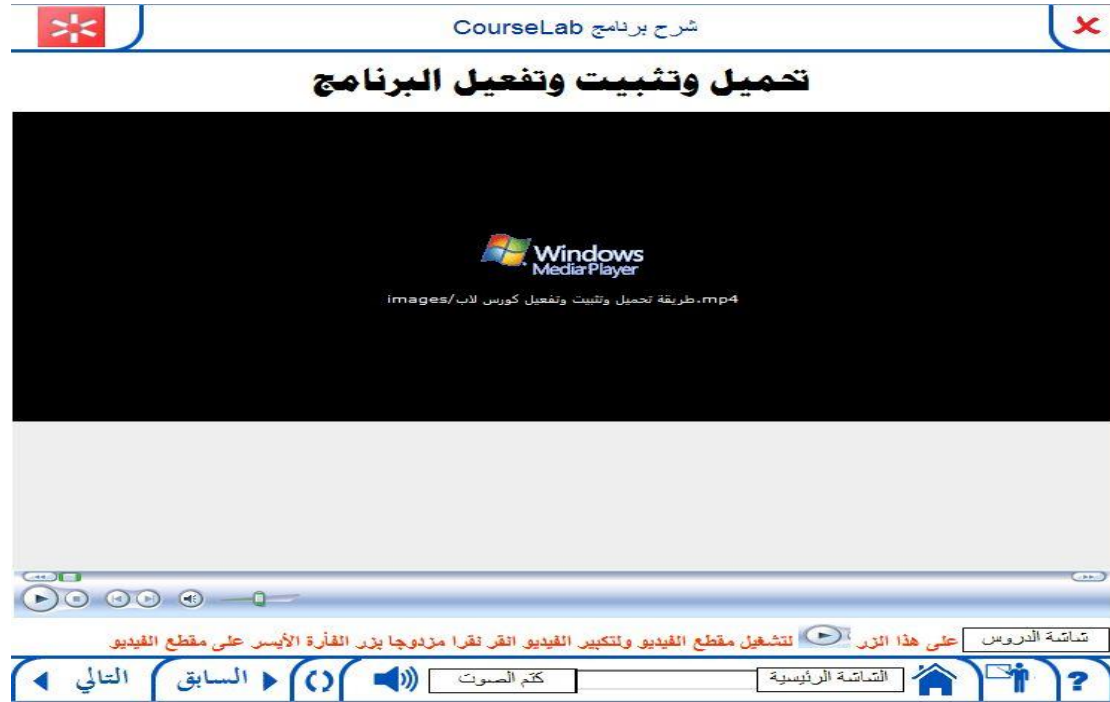 شرح برنامج CourseLab
تحميل وتثبيت وتفعيل البرنامج
Windows
Media Player
images/طريقة تحميل وتثبيت وتفعيل كورس لاب.mp4
شاشة الدروس
على هذا الزر لتشغيل مقطع الفيديو ولتكبير الفيديو انقر نقرا مزدوجا بزر الفأرة الأيسر على مقطع الفيديو
?
الشاشة الرئيسية
كتم الصوت
السابق
التالي